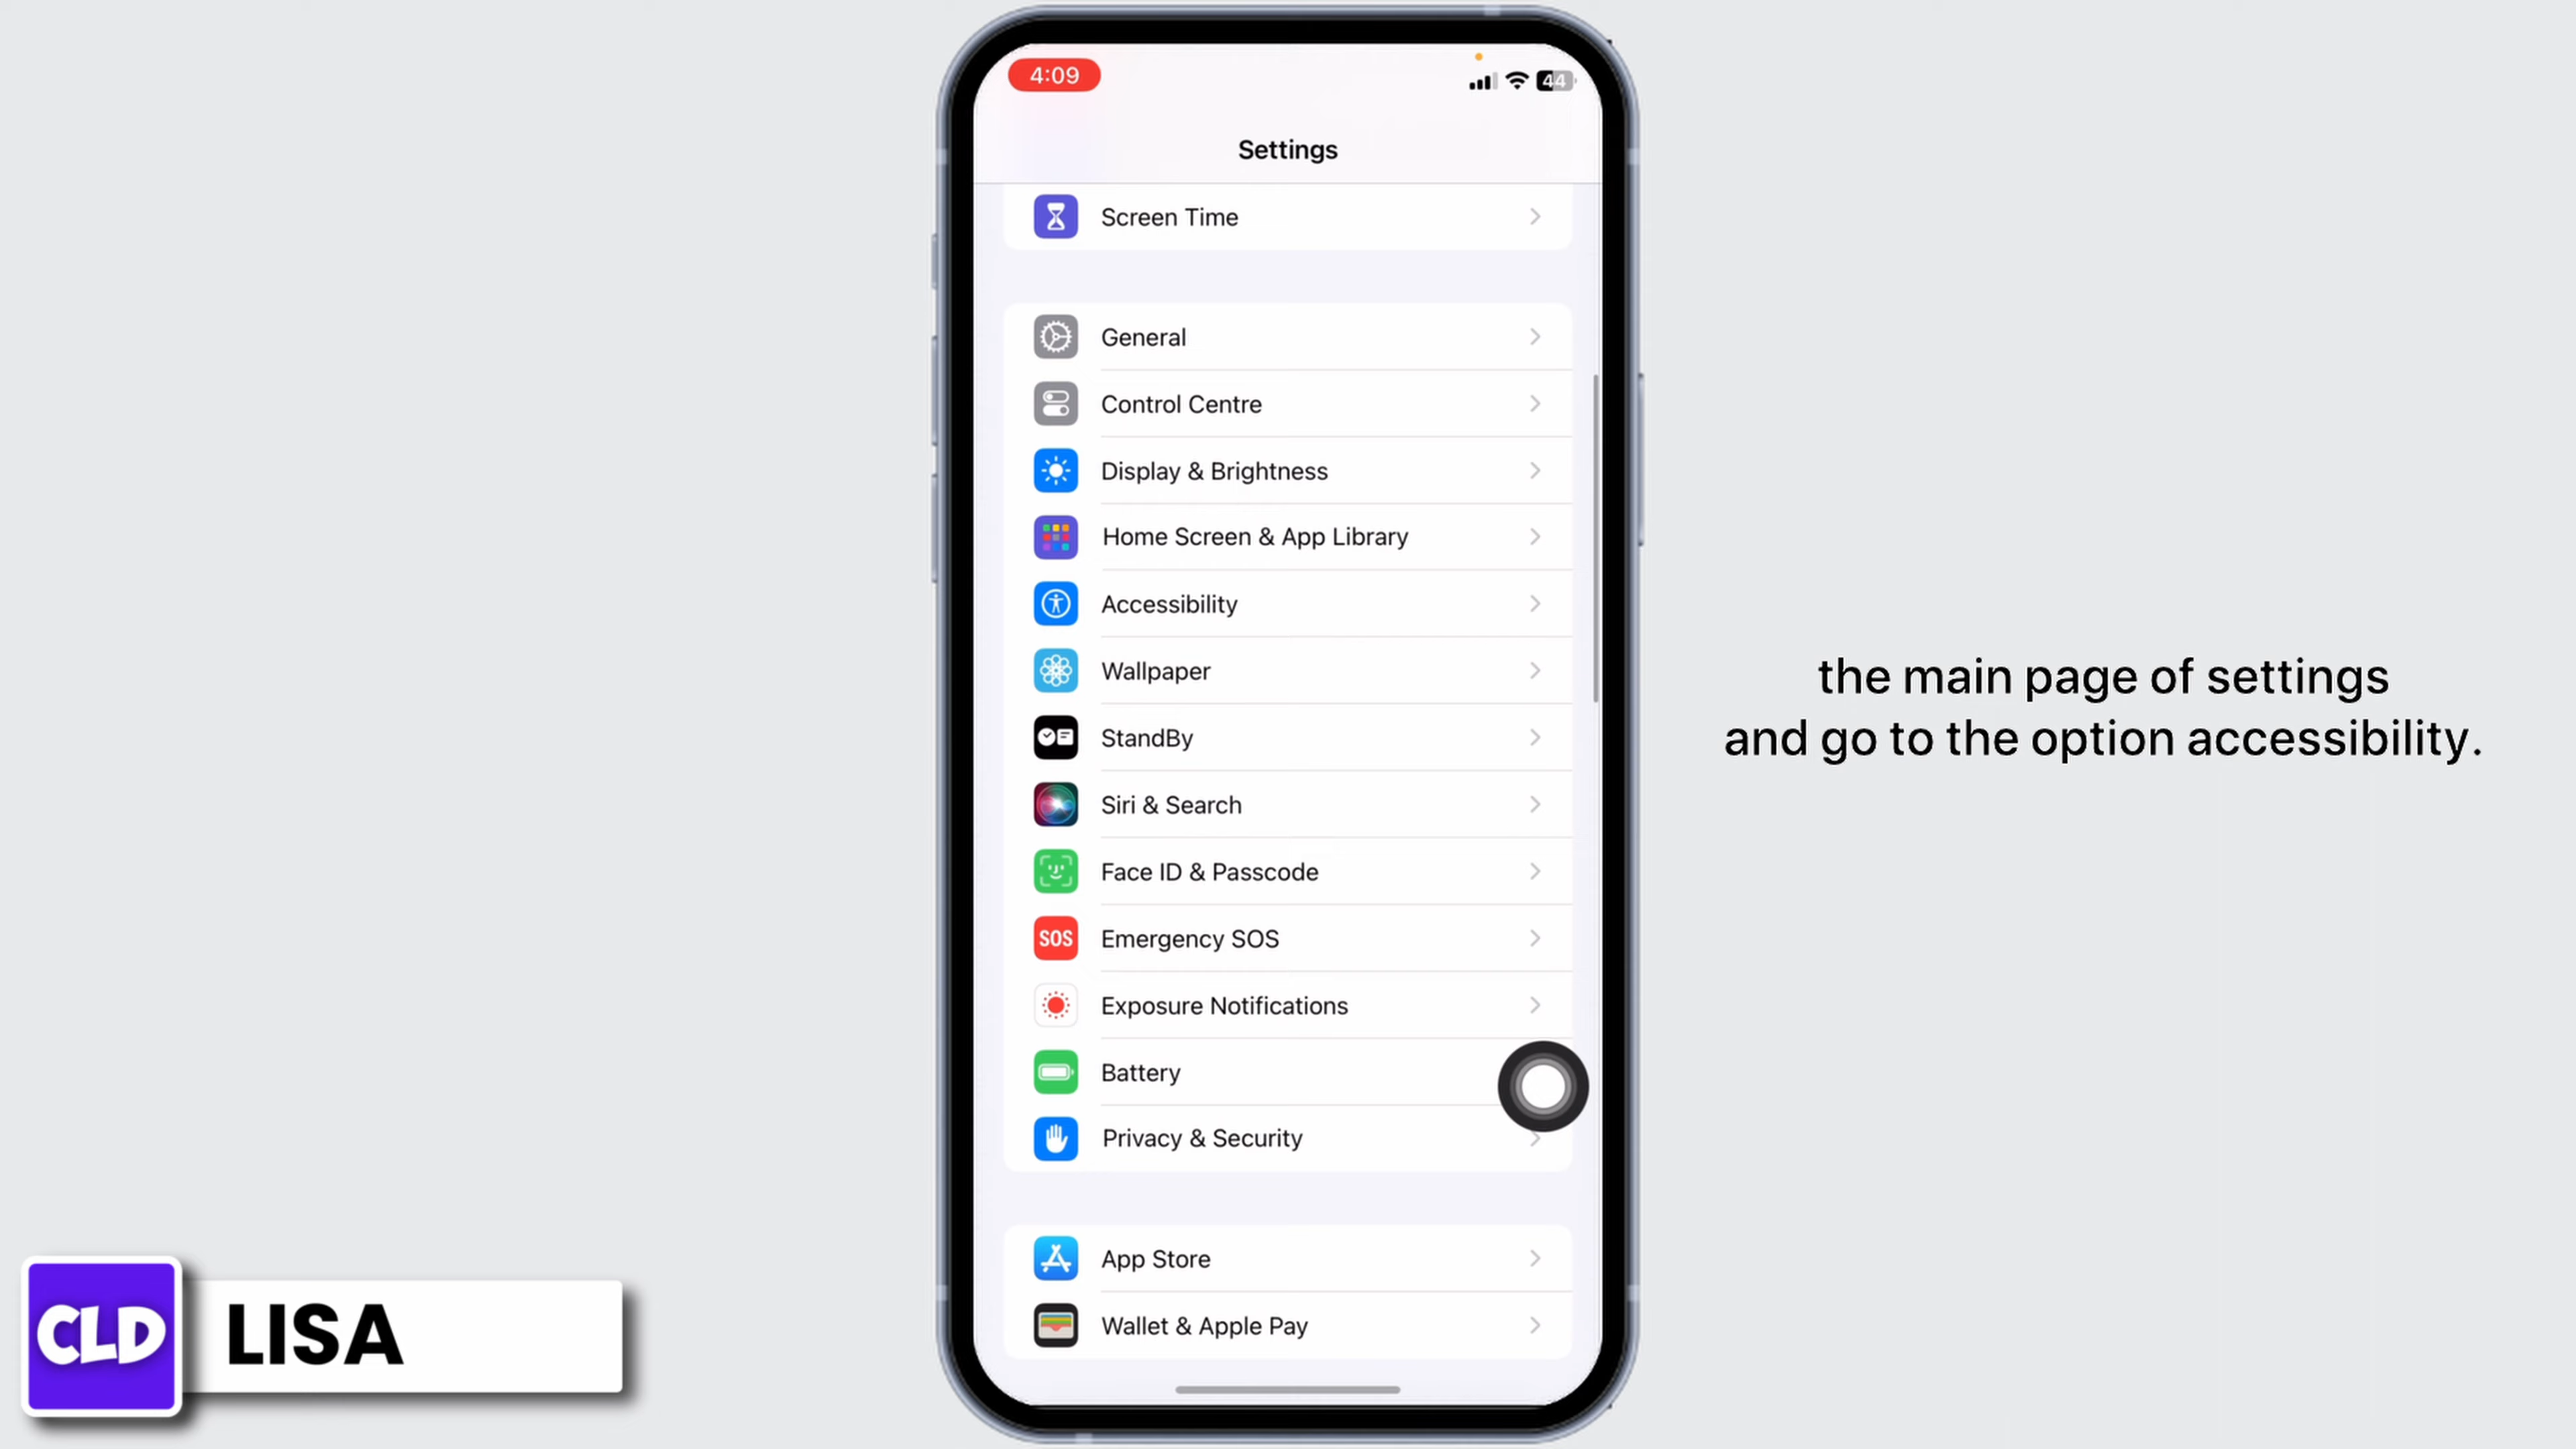 4:09
44
Settings
Screen Time
General
Control Centre
Display & Brightness
Home Screen & App Library
Accessibility
Wallpaper
StandBy
Siri & Search
Face ID & Passcode
SOS
Emergency SOS
Exposure Notifications
Battery
Privacy & Security
App Store
Wallet & Apple Pay
the main page of settings
and go to the option accessibility.
CLD
LISA